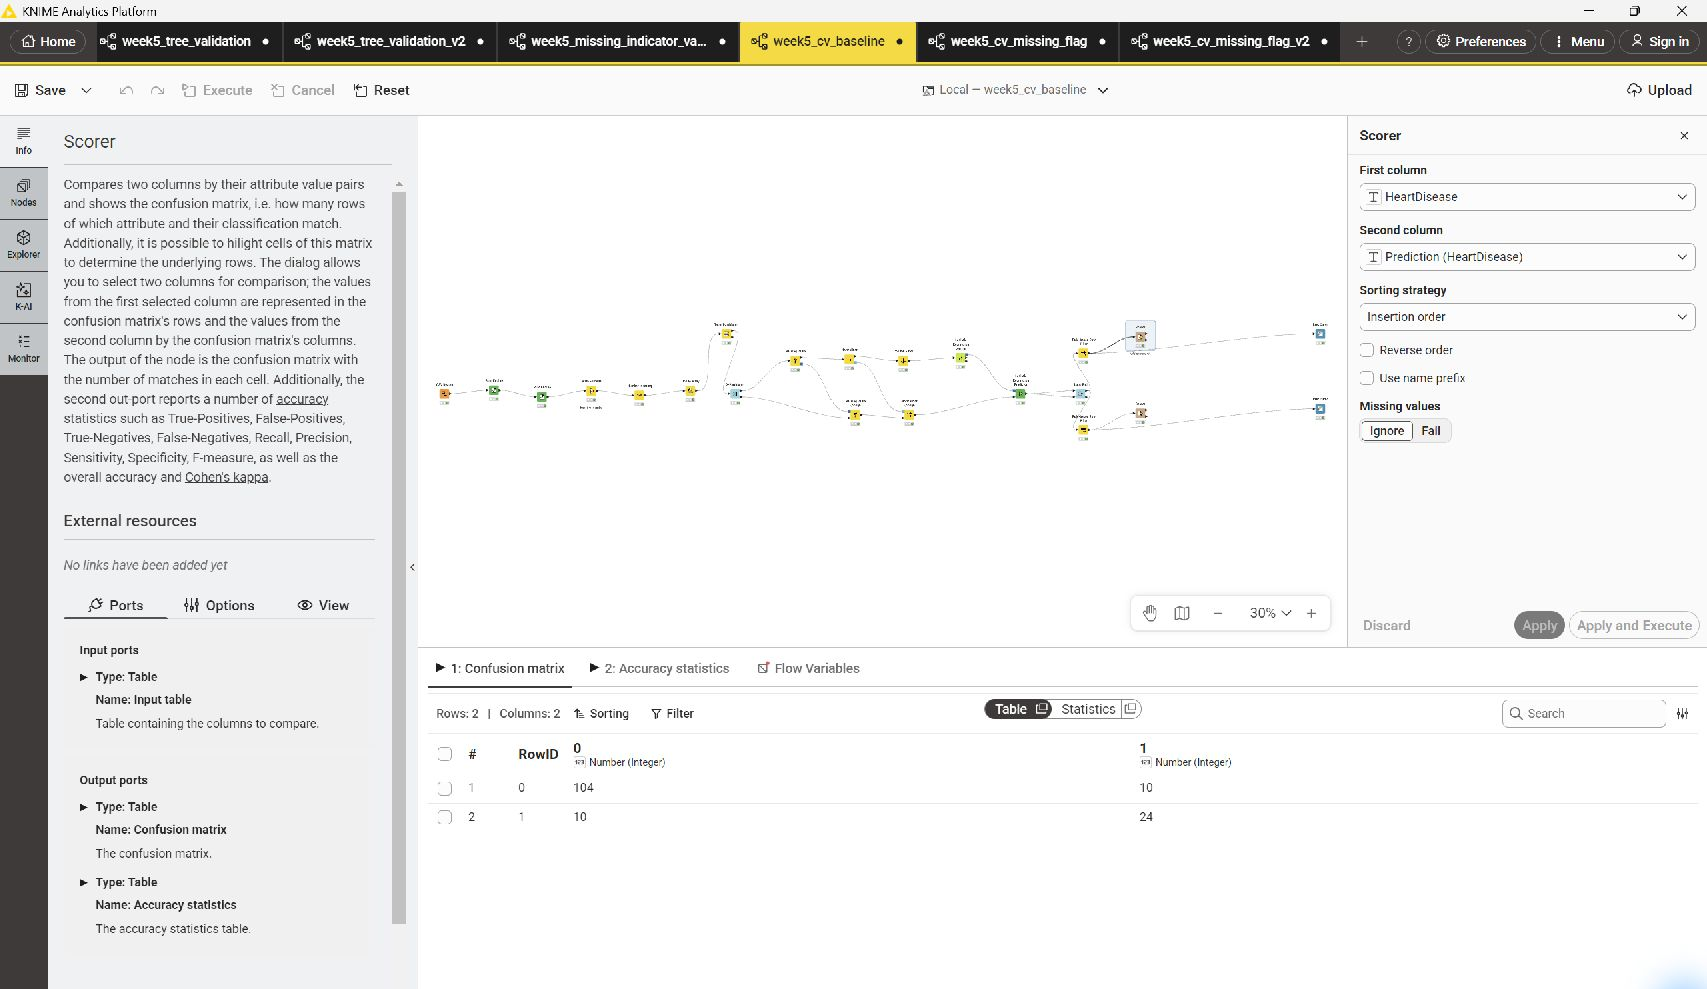 KNIME Analytics Platform
Home
week5_tree_validation
week5_tree_validation_v2
week5_missing_indicator_va...
week5_cv_baseline
week5_cv_missing_flag
week5_cv_missing_flag_v2
?
Preferences
Menu
Sign in
Save
Execute
Cancel
Reset
Local — week5_cv_baseline
Upload
Info
Nodes
Explorer
K-AI
Monitor
Scorer
Compares two columns by their attribute value pairs
and shows the confusion matrix, i.e. how many rows
of which attribute and their classification match.
Additionally, it is possible to hilight cells of this matrix
to determine the underlying rows. The dialog allows
you to select two columns for comparison; the values
from the first selected column are represented in the
confusion matrix's rows and the values from the
second column by the confusion matrix's columns.
The output of the node is the confusion matrix with
the number of matches in each cell. Additionally, the
second out-port reports a number of accuracy
statistics such as True-Positives, False-Positives,
True-Negatives, False-Negatives, Recall, Precision,
Sensitivity, Specificity, F-measure, as well as the
overall accuracy and Cohen's kappa.
External resources
No links have been added yet
Ports
Options
View
Input ports
Type: Table
Name: Input table
Table containing the columns to compare.
Output ports
Type: Table
Name: Confusion matrix
The confusion matrix.
Type: Table
Name: Accuracy statistics
The accuracy statistics table.
30%
Scorer
First column
HeartDisease
Second column
Prediction (HeartDisease)
Sorting strategy
Insertion order
Reverse order
Use name prefix
Missing values
Ignore Fail
Discard
Apply
Apply and Execute
1: Confusion matrix
2: Accuracy statistics
Flow Variables
Rows: 2 | Columns: 2
Sorting
Filter
Table
Statistics
Search
# RowID 0 1
Number (Integer) Number (Integer)
1 0 104 10
2 1 10 24